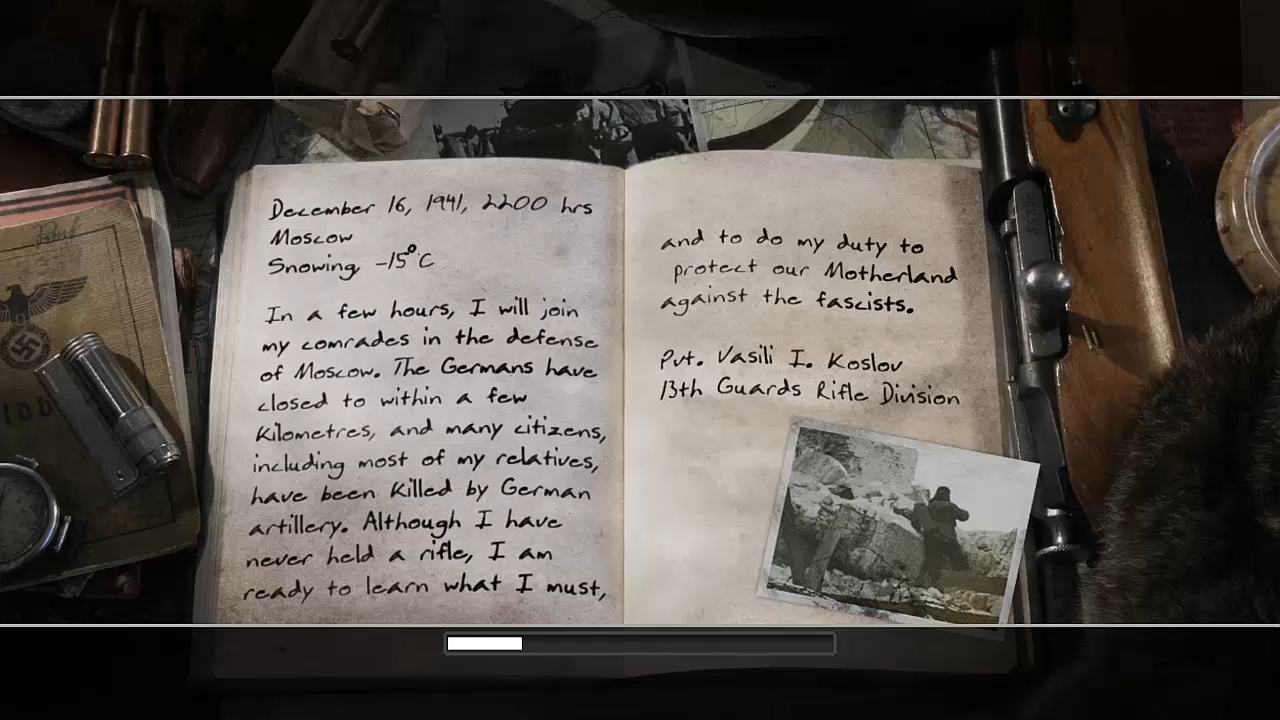 December 16, 1941, 2200 hrs
Moscow
Snowing, -15°C
In a few hours, I will join
my comrades in the defense
of Moscow. The Germans have
closed to within a few
Kilometres, and many citizens,
including most of my relatives,
have been killed by German
artillery. Although I have
never held a rifle, I am
ready to learn what I must,
and to do my duty to
protect our Motherland
against the fascists.
Pvt. Vasili I. Koslov
13th Guards Rifle Division